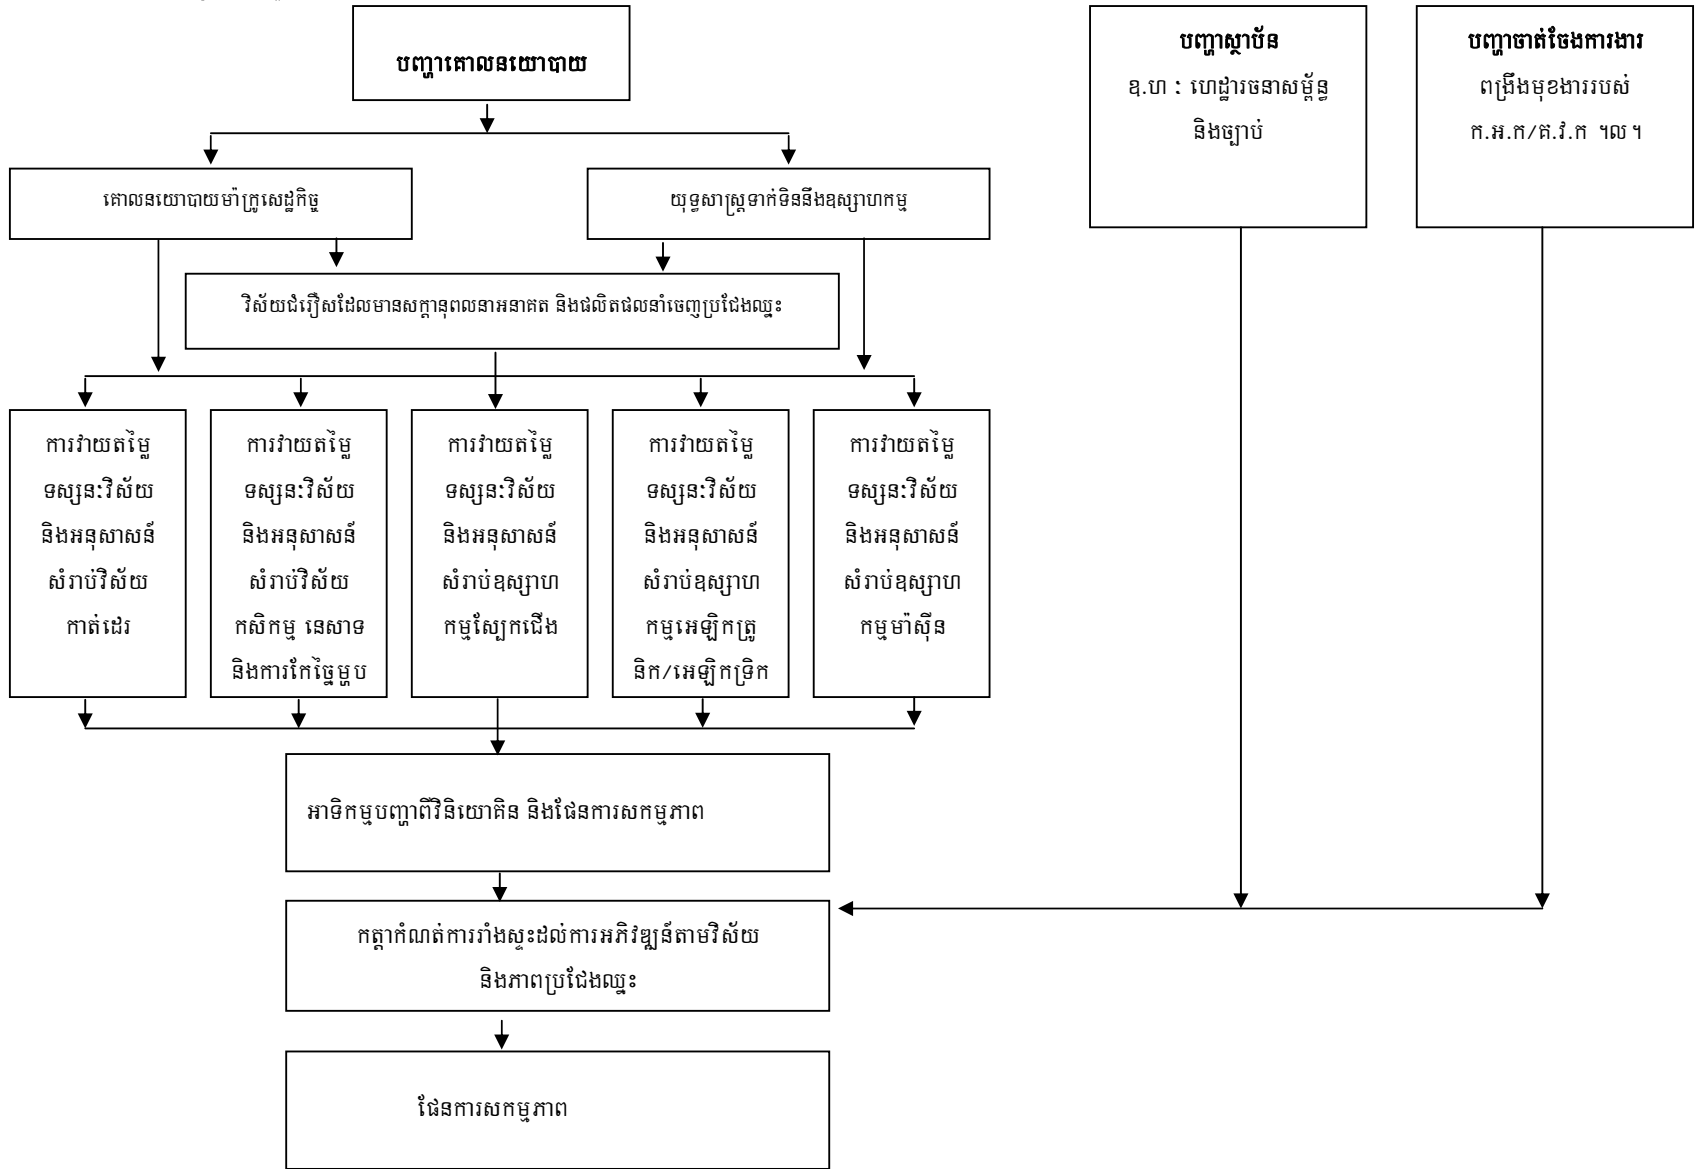 បញ្ហាគោលនយោបាយ
បញ្ហាស្ថាប័ន
ឧ.ហ : ហេដ្ឋារចនាសម្ព័ន្ធ
និងច្បាប់
បញ្ហាចាត់ចែងការងារ
ពង្រឹងមុខងាររបស់
ក.អ.ក/គ.វ.ក ។ល។
គោលនយោបាយម៉ាក្រូសេដ្ឋកិច្ច
យុទ្ធសាស្ត្រទាក់ទិននឹងឧស្សាហកម្ម
វិស័យជំរើសដែលមានសក្តានុពលនាអនាគត និងផលិតផលនាំចេញប្រជែងឈ្នះ
ការវាយតម្លៃ
ទស្សនះវិស័យ
និងអនុសាសន៍
សំរាប់វិស័យ
កាត់ដេរ
ការវាយតម្លៃ
ទស្សនះវិស័យ
និងអនុសាសន៍
សំរាប់វិស័យ
កសិកម្ម នេសាទ
និងការកែច្នៃម្ហូប
ការវាយតម្លៃ
ទស្សនះវិស័យ
និងអនុសាសន៍
សំរាប់ឧស្សាហ
កម្មស្បែកជើង
ការវាយតម្លៃ
ទស្សនះវិស័យ
និងអនុសាសន៍
សំរាប់ឧស្សាហ
កម្មអេឡិកត្រូ
និក/អេឡិកទ្រិក
ការវាយតម្លៃ
ទស្សនះវិស័យ
និងអនុសាសន៍
សំរាប់ឧស្សាហ
កម្មម៉ាស៊ីន
អាទិកម្មបញ្ហាពីវិនិយោគិន និងផែនការសកម្មភាព
កត្តាកំណត់ការរាំងស្ទះដល់ការអភិវឌ្ឍន៍តាមវិស័យ
និងភាពប្រជែងឈ្នះ
ផែនការសកម្មភាព